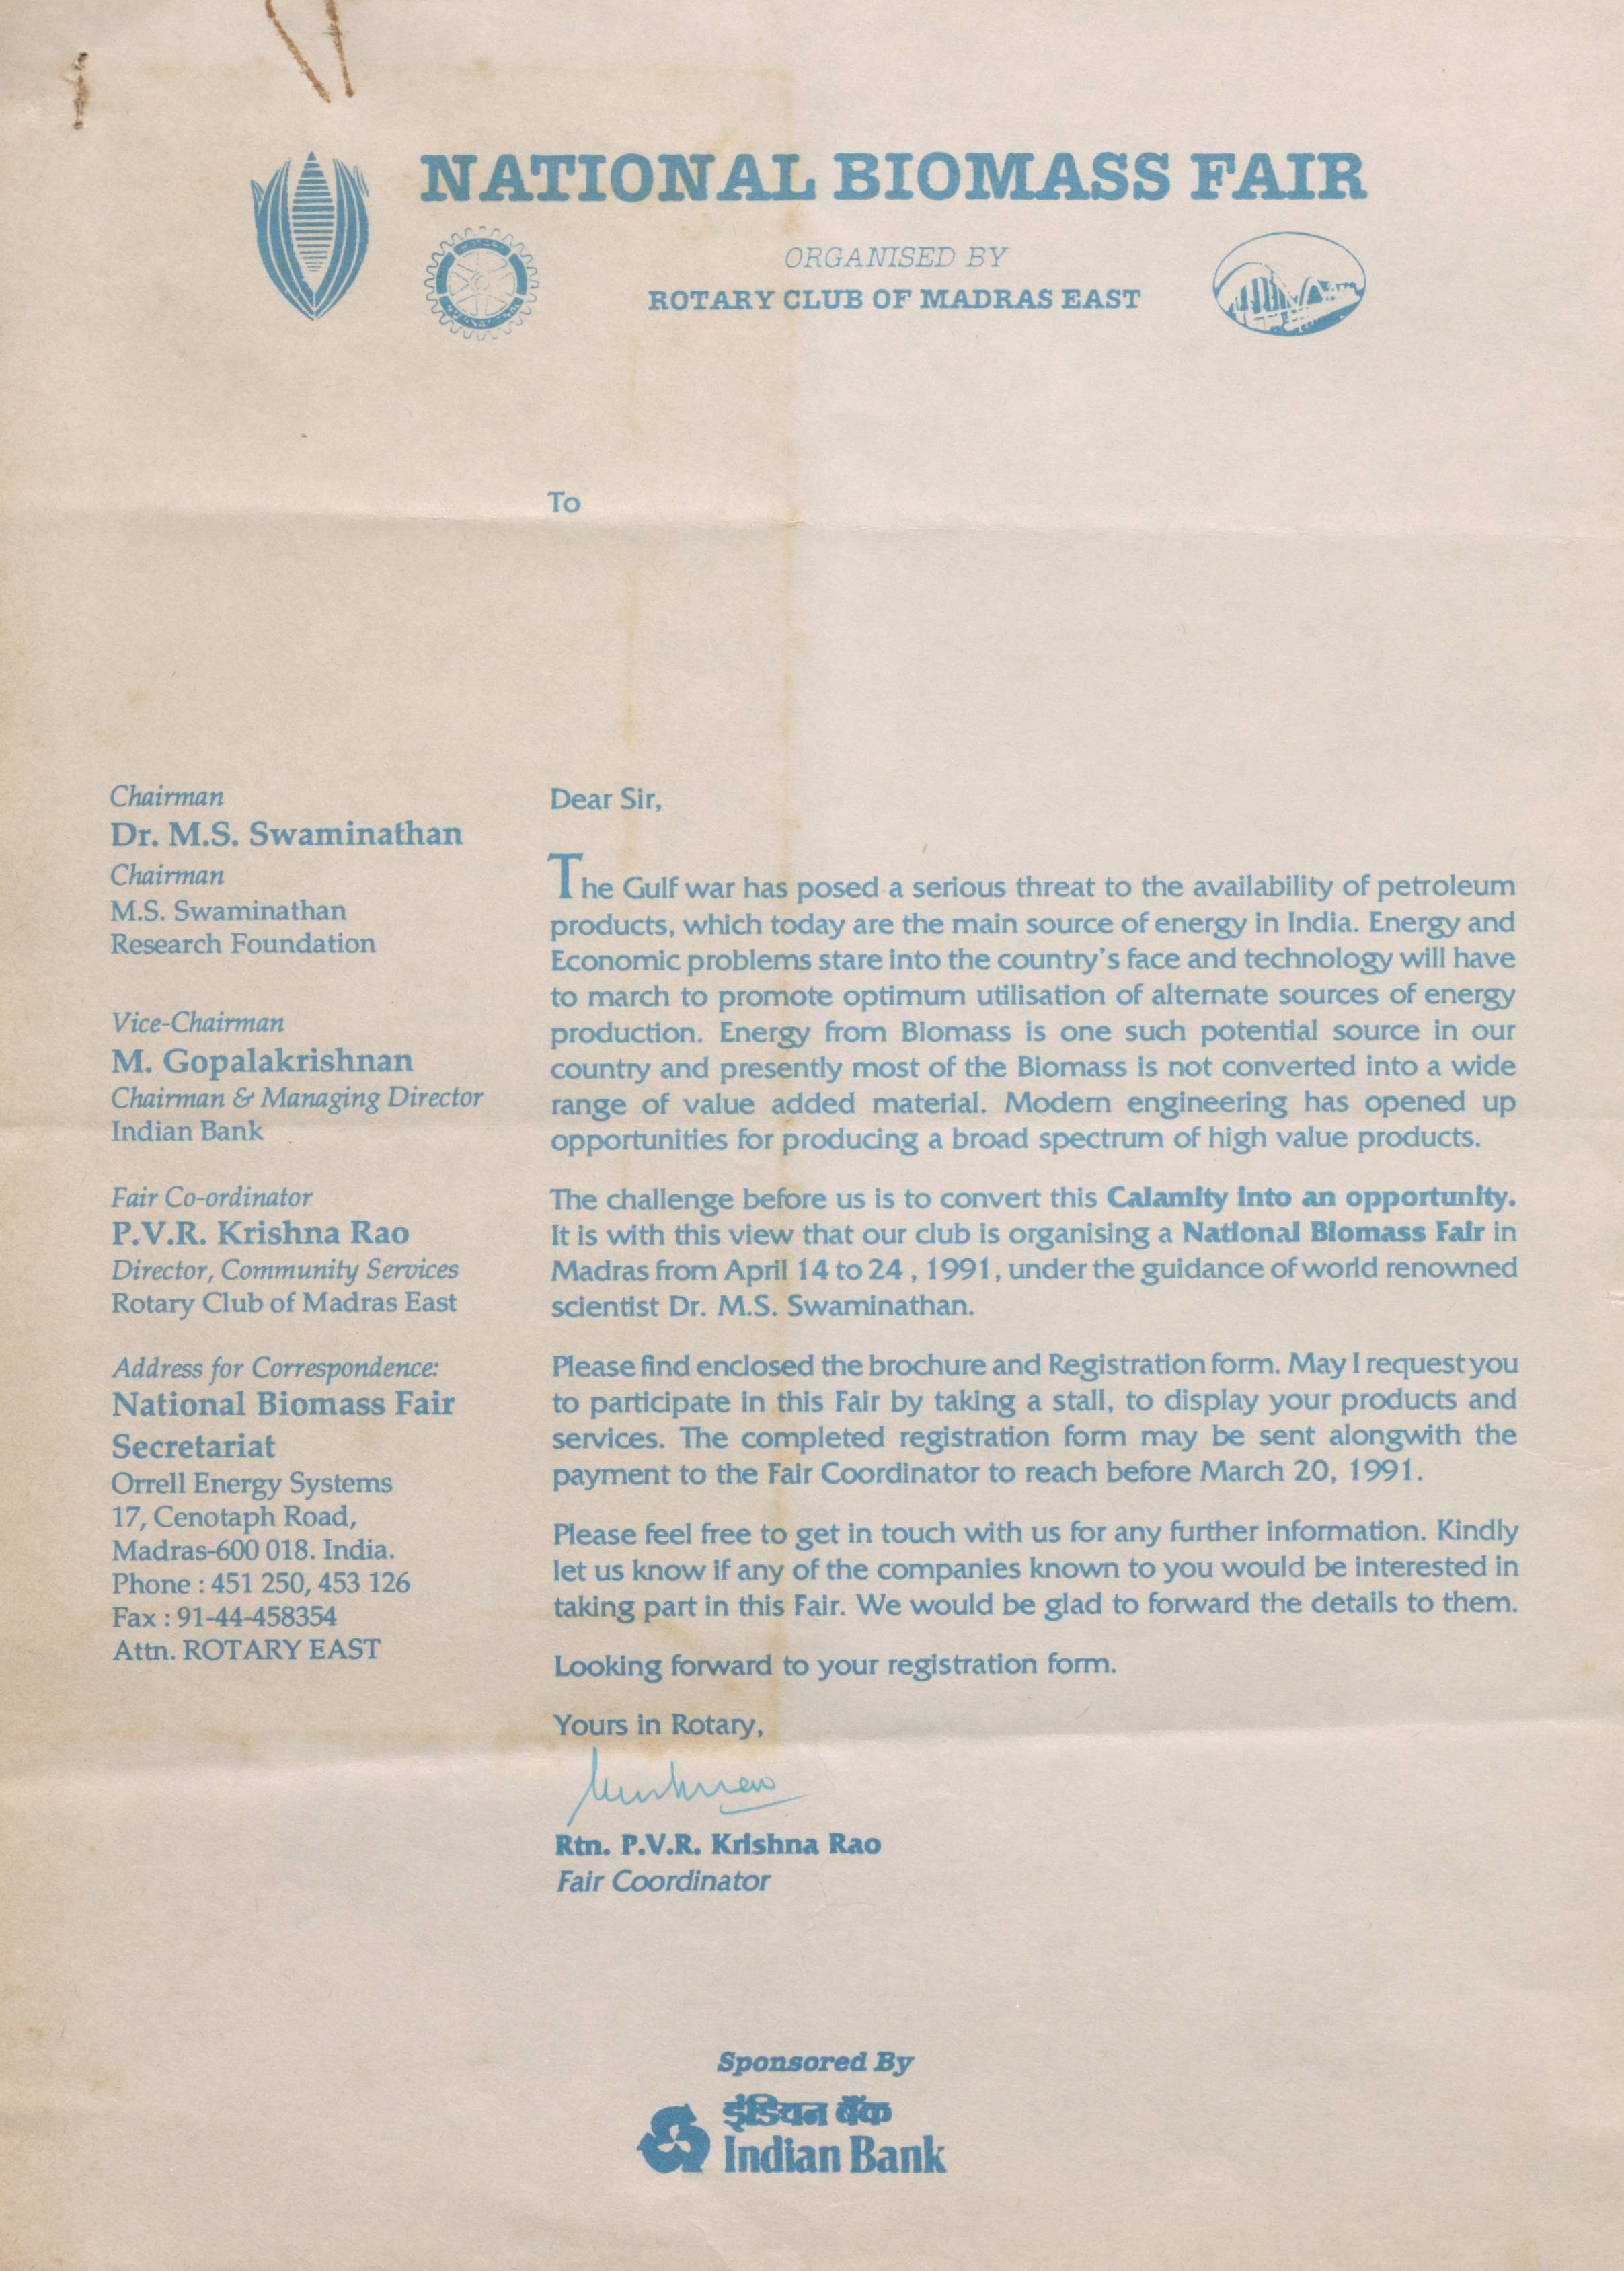 NATIONAL BIOMASS FAIR
ORGANISED BY
ROTARY CLUB OF MADRAS EAST
To
Chairman
Dr. M.S. Swaminathan
Chairman
M.S. Swaminathan
Research Foundation
Vice-Chairman
M. Gopalakrishnan
Chairman & Managing Director
Indian Bank
Fair Co-ordinator
P.V.R. Krishna Rao
Director, Community Services
Rotary Club of Madras East
Address for Correspondence:
National Biomass Fair
Secretariat
Orrell Energy Systems
17, Cenotaph Road,
Madras-600 018. India.
Phone : 451 250, 453 126
Fax : 91-44-458354
Attn. ROTARY EAST
Dear Sir,
The Gulf war has posed a serious threat to the availability of petroleum
products, which today are the main source of energy in India. Energy and
Economic problems stare into the country's face and technology will have
to march to promote optimum utilisation of alternate sources of energy
production. Energy from Biomass is one such potential source in our
country and presently most of the Biomass is not converted into a wide
range of value added material. Modern engineering has opened up
opportunities for producing a broad spectrum of high value products.
The challenge before us is to convert this Calamity into an opportunity.
It is with this view that our club is organising a National Biomass Fair in
Madras from April 14 to 24 , 1991, under the guidance of world renowned
scientist Dr. M.S. Swaminathan.
Please find enclosed the brochure and Registration form. May I request you
to participate in this Fair by taking a stall, to display your products and
services. The completed registration form may be sent alongwith the
payment to the Fair Coordinator to reach before March 20, 1991.
Please feel free to get in touch with us for any further information. Kindly
let us know if any of the companies known to you would be interested in
taking part in this Fair. We would be glad to forward the details to them.
Looking forward to your registration form.
Yours in Rotary,
Rtn. P.V.R. Krishna Rao
Fair Coordinator
Sponsored By
इंडियन बैंक
Indian Bank